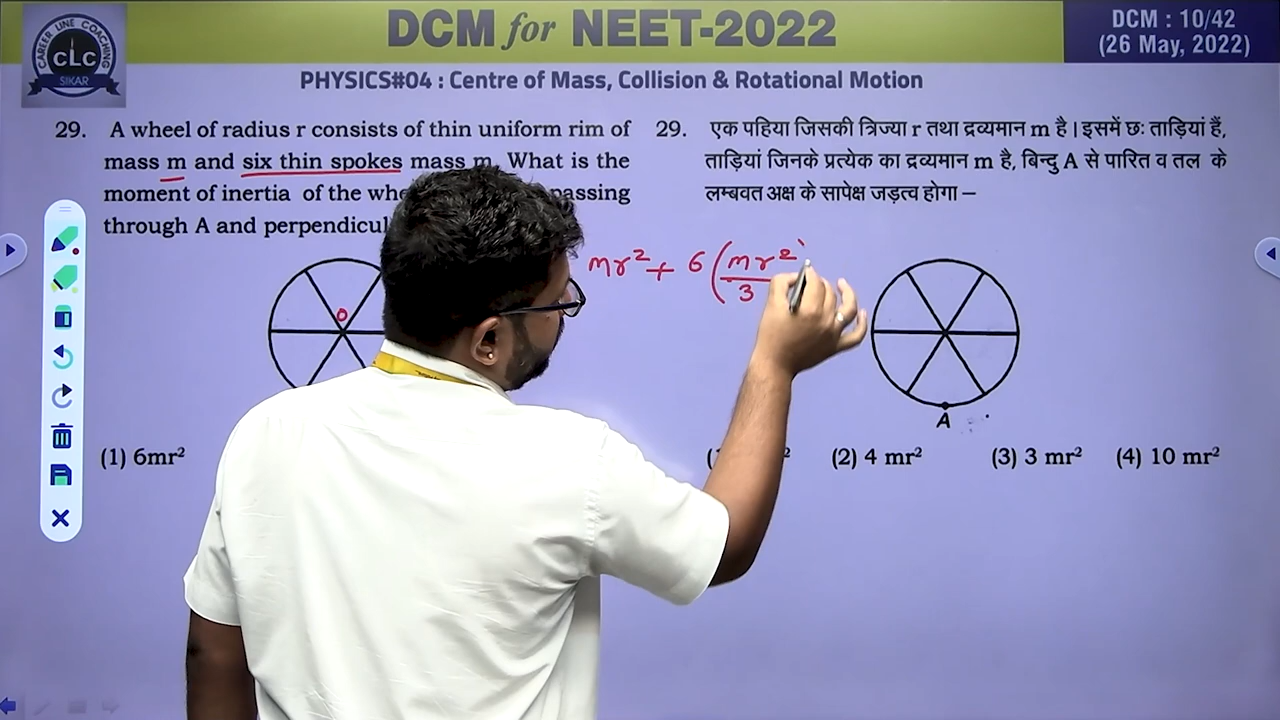 CAREER LINE COACHING
CLC
SIKAR
DCM for NEET-2022
DCM : 10/42
(26 May, 2022)
PHYSICS#04 : Centre of Mass, Collision & Rotational Motion
29. A wheel of radius r consists of thin uniform rim of
mass m and six thin spokes mass m. What is the
moment of inertia of the whe passing
through A and perpendicul
mr² + 6 (mr²/3
O
(1) 6mr²
29. एक पहिया जिसकी त्रिज्या r तथा द्रव्यमान m है। इसमें छः ताड़ियां हैं,
ताड़ियां जिनके प्रत्येक का द्रव्यमान m है, बिन्दु A से पारित व तल के
लम्बवत अक्ष के सापेक्ष जड़त्व होगा –
A
(2) 4 mr² (3) 3 mr² (4) 10 mr²